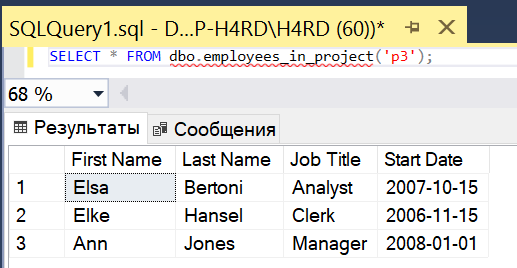 SQLQuery1.sql - D...P-H4RD\H4RD (60))*
SELECT * FROM dbo.employees_in_project('p3');
68 %
Результаты Сообщения
First Name Last Name Job Title Start Date
1 Elsa Bertoni Analyst 2007-10-15
2 Elke Hansel Clerk 2006-11-15
3 Ann Jones Manager 2008-01-01